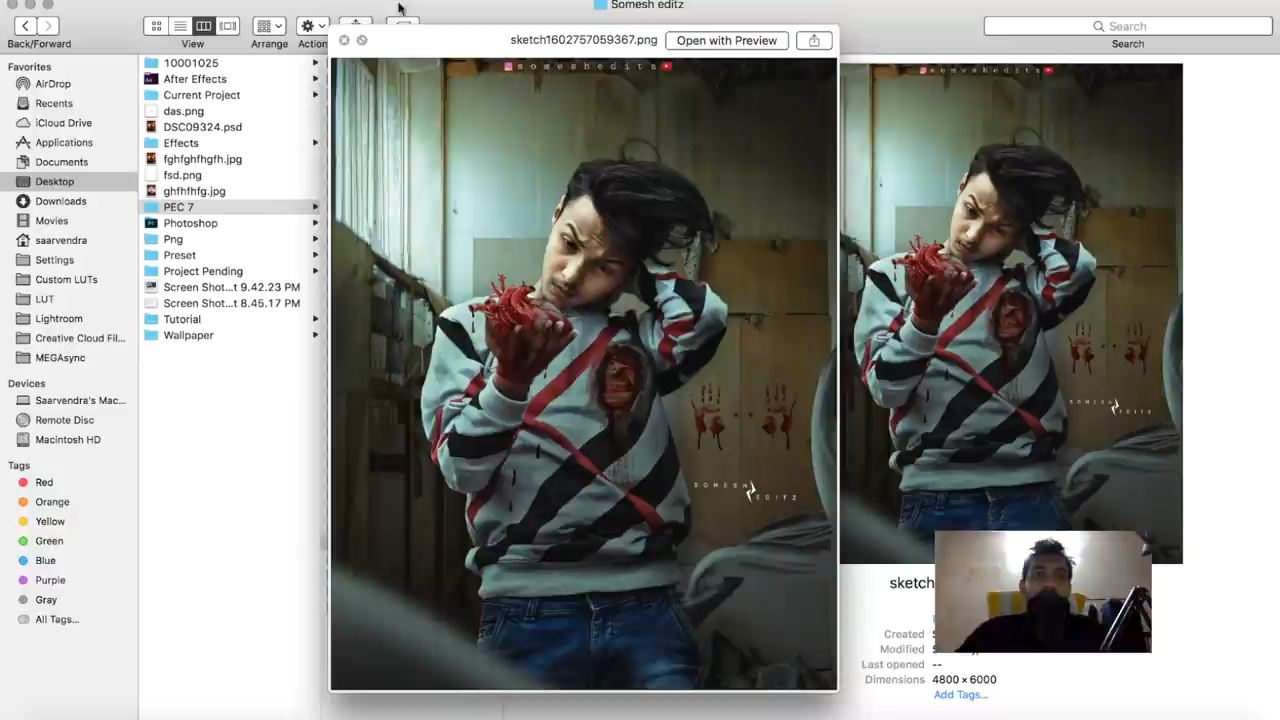 Somesh editz
Back/Forward
View
Arrange
Action
Search
Search
sketch1602757059367.png
Open with Preview
Favorites
AirDrop
Recents
iCloud Drive
Applications
Documents
Desktop
Downloads
Movies
saarvendra
Settings
Custom LUTs
LUT
Lightroom
Creative Cloud Fil...
MEGAsync
Devices
Saarvendra's Mac...
Remote Disc
Macintosh HD
Tags
Red
Orange
Yellow
Green
Blue
Purple
Gray
All Tags...
10001025
After Effects
Current Project
das.png
DSC09324.psd
Effects
fghfghfhgfh.jpg
fsd.png
ghfhfhfg.jpg
PEC 7
Photoshop
Png
Preset
Project Pending
Screen Shot...t 9.42.23 PM
Screen Shot...t 8.45.17 PM
Tutorial
Wallpaper
someshedits
SOMESH
EDITZ
someshedits
SOMESH
EDITZ
sketch
Created
Modified
Last opened --
Dimensions 4800 × 6000
Add Tags...